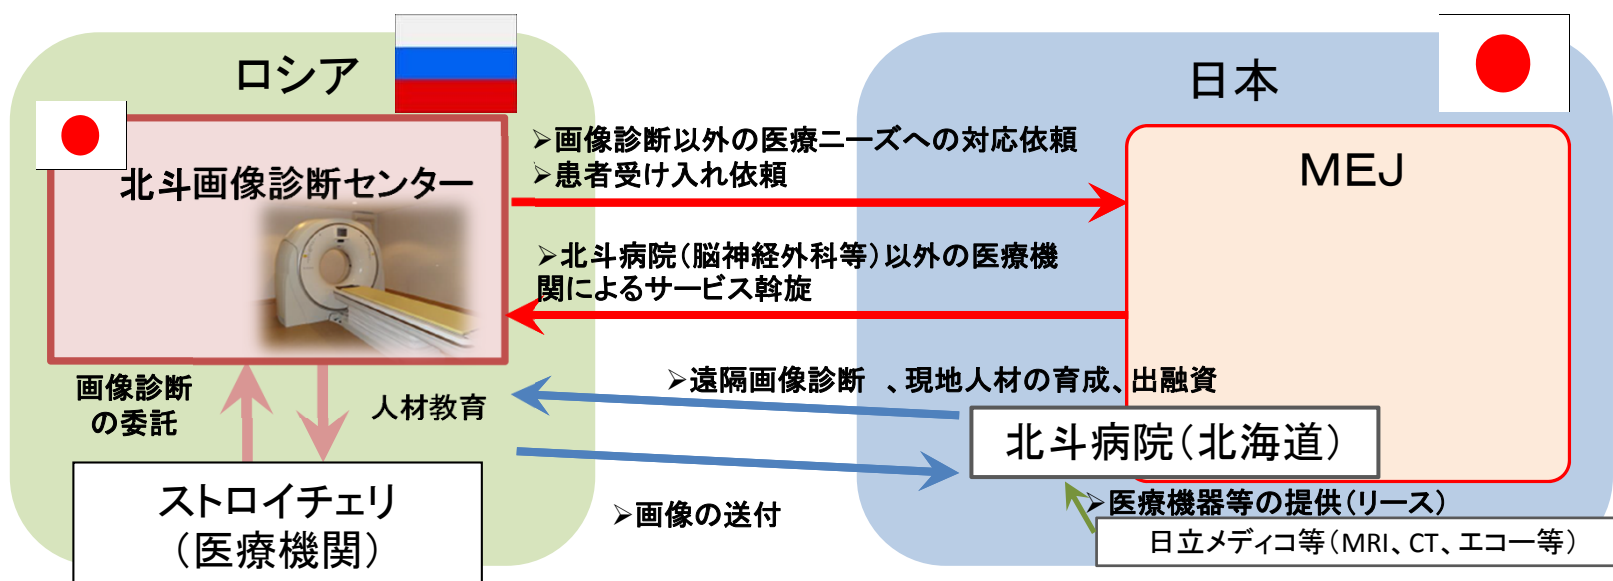 ロシア
日本
北斗画像診断センター
➢画像診断以外の医療ニーズへの対応依頼
➢患者受け入れ依頼
MEJ
➢北斗病院(脳神経外科等)以外の医療機
関によるサービス斡旋
画像診断
の委託
人材教育
➢遠隔画像診断 、現地人材の育成、出融資
北斗病院(北海道)
ストロイチェリ
(医療機関)
➢画像の送付
➢医療機器等の提供(リース)
日立メディコ等(MRI、CT、エコー等)